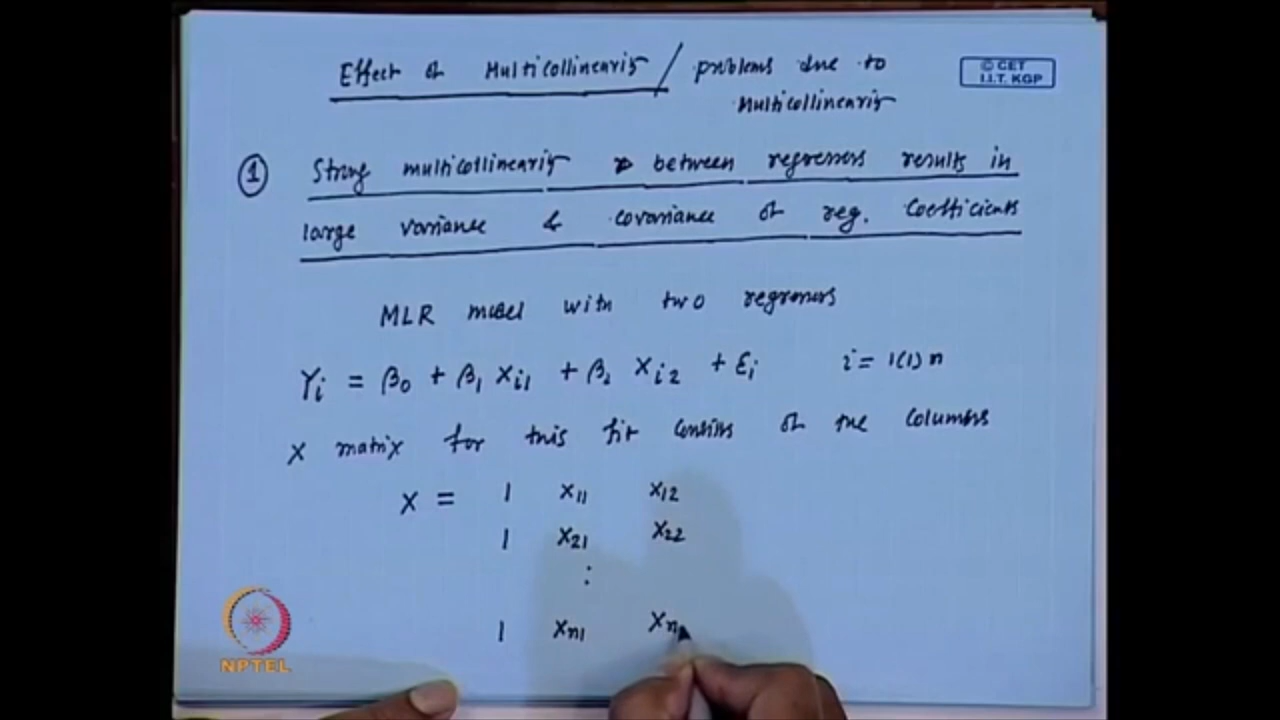 Effect of Multicollinearity / problems due to
Multicollinearity
© CET
I.I.T. KGP
① Strong multicollinearity between regressors results in
large variance & covariance of reg. coefficients
MLR model with two regressors
Yᵢ = β₀ + β₁ Xᵢ₁ + β₂ Xᵢ₂ + εᵢ i = 1(1) n
X matrix for this fit consists of the columns
X = 1 X₁₁ X₁₂
1 X₂₁ X₂₂
⋮
1 Xₙ₁ Xₙ
NPTEL